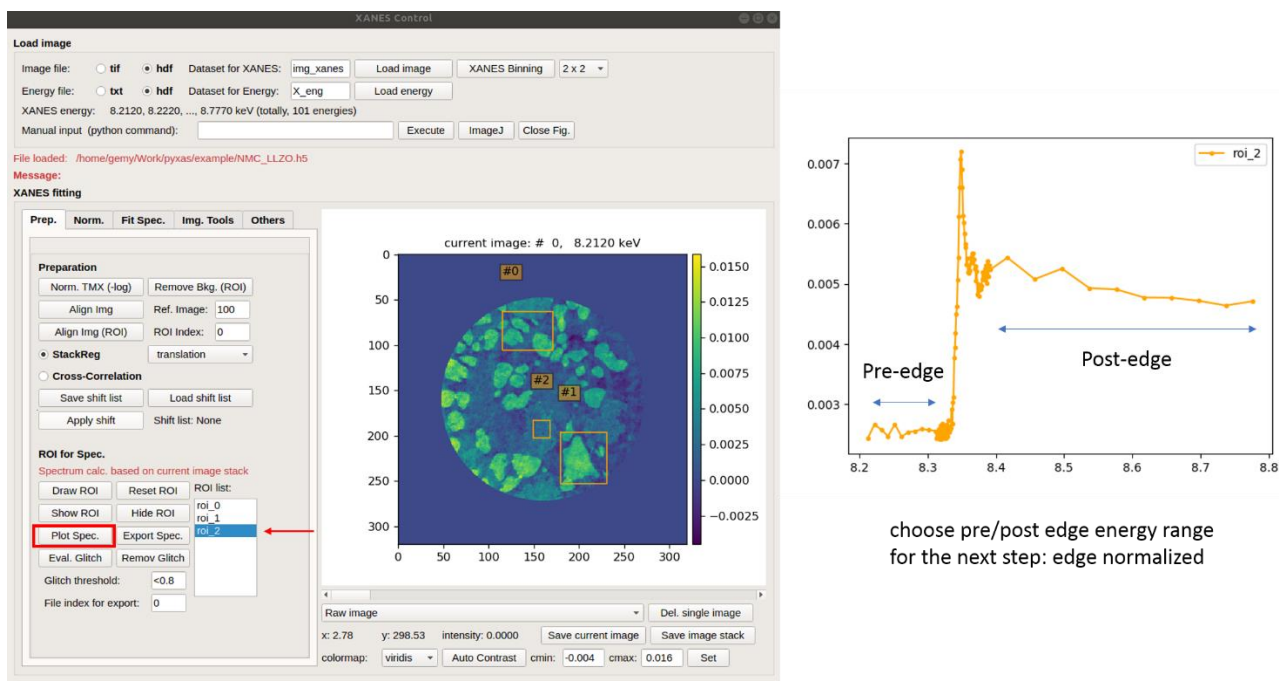 XANES Control
Load image
Image file: tif hdf Dataset for XANES: img_xanes Load image XANES Binning 2 x 2
Energy file: txt hdf Dataset for Energy: X_eng Load energy
XANES energy: 8.2120, 8.2220, ..., 8.7770 keV (totally, 101 energies)
Manual input (python command): Execute ImageJ Close Fig.
File loaded: /home/gemy/Work/pyxas/example/NMC_LLZO.h5
Message:
XANES fitting
Prep. Norm. Fit Spec. Img. Tools Others
Preparation
Norm. TMX (-log) Remove Bkg. (ROI)
Align Img Ref. Image: 100
Align Img (ROI) ROI Index: 0
StackReg translation
Cross-Correlation
Save shift list Load shift list
Apply shift Shift list: None
ROI for Spec.
Spectrum calc. based on current image stack
Draw ROI Reset ROI ROI list:
Show ROI Hide ROI
Plot Spec. Export Spec.
Eval. Glitch Remov Glitch
roi_0
roi_1
roi_2
Glitch threshold: <0.8
File index for export: 0
current image: # 0, 8.2120 keV
0
50
100
150
200
250
300
0 50 100 150 200 250 300
#0
#2
#1
0.0150
0.0125
0.0100
0.0075
0.0050
0.0025
0.0000
−0.0025
Raw image Del. single image
x: 2.78 y: 298.53 intensity: 0.0000 Save current image Save image stack
colormap: viridis Auto Contrast cmin: -0.004 cmax: 0.016 Set
roi_2
0.007
0.006
0.005
0.004
0.003
Pre-edge
Post-edge
8.2 8.3 8.4 8.5 8.6 8.7 8.8
choose pre/post edge energy range
for the next step: edge normalized